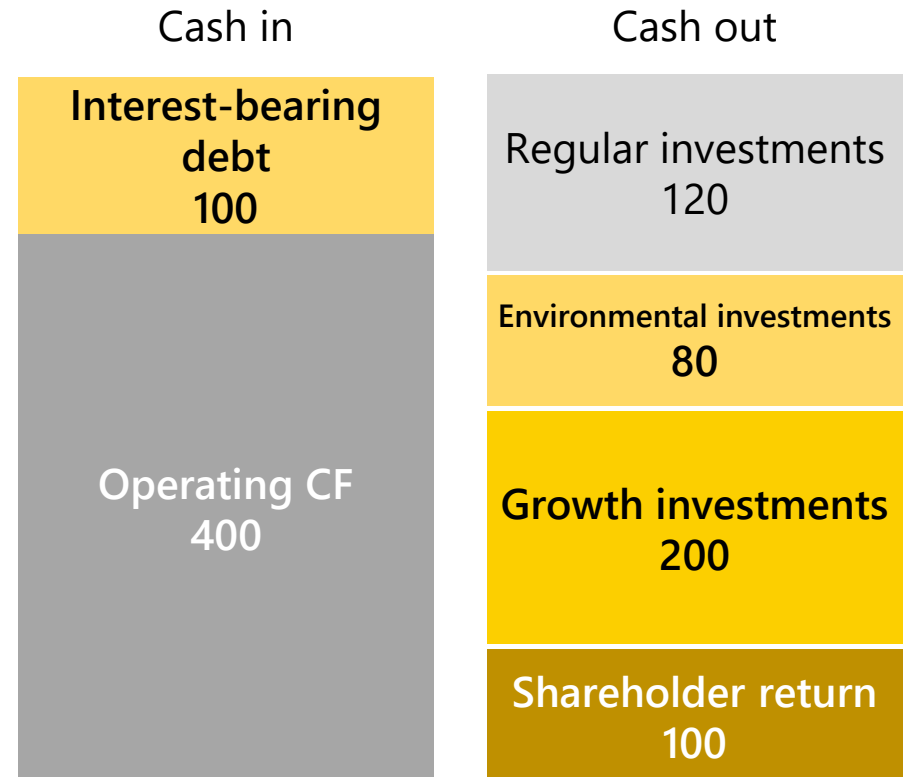 Cash in
Cash out
Interest-bearing
debt
100
Operating CF
400
Regular investments
120
Environmental investments
80
Growth investments
200
Shareholder return
100